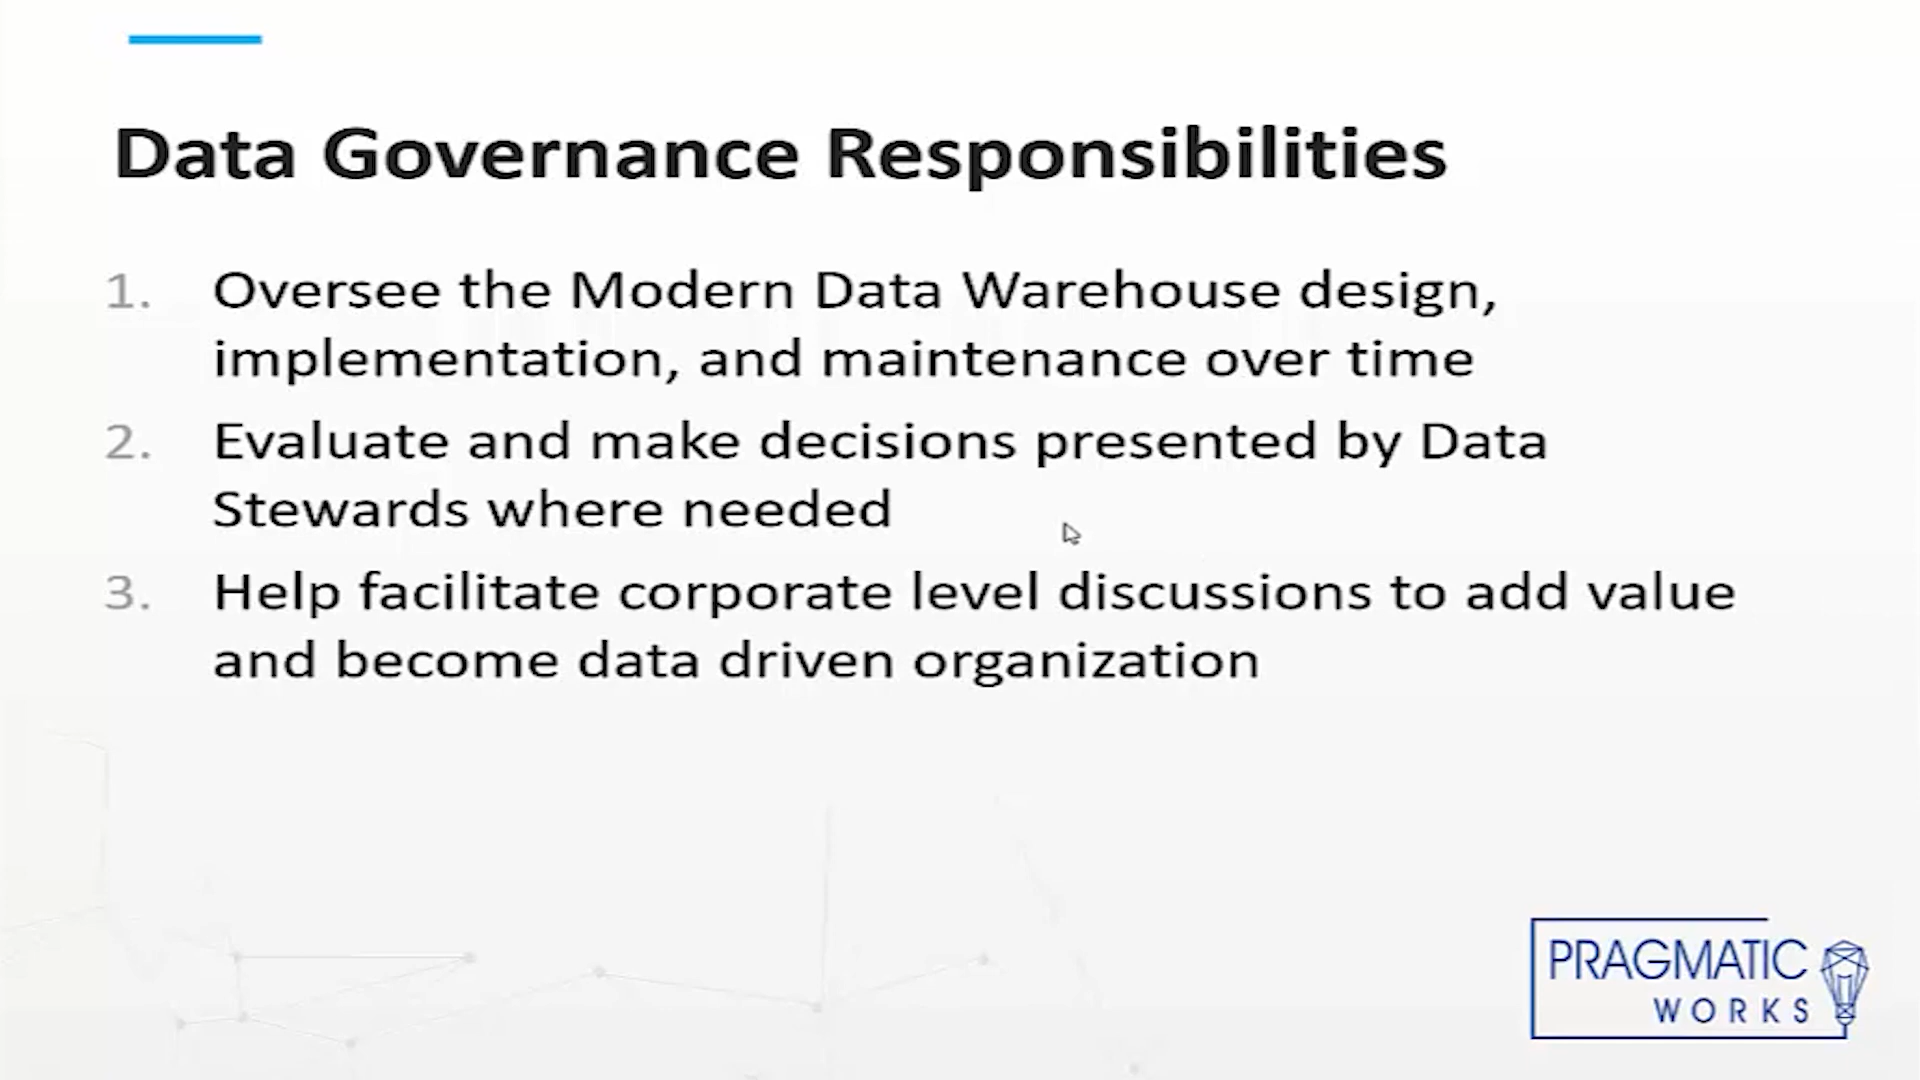 Data Governance Responsibilities
1. Oversee the Modern Data Warehouse design,
implementation, and maintenance over time
2. Evaluate and make decisions presented by Data
Stewards where needed
3. Help facilitate corporate level discussions to add value
and become data driven organization
PRAGMATIC
WORKS